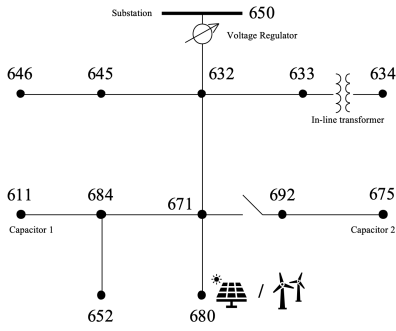 Substation 650
Voltage Regulator
646 645 632 633 634
In-line transformer
611 684 671 692 675
Capacitor 1 Capacitor 2
652 680 /